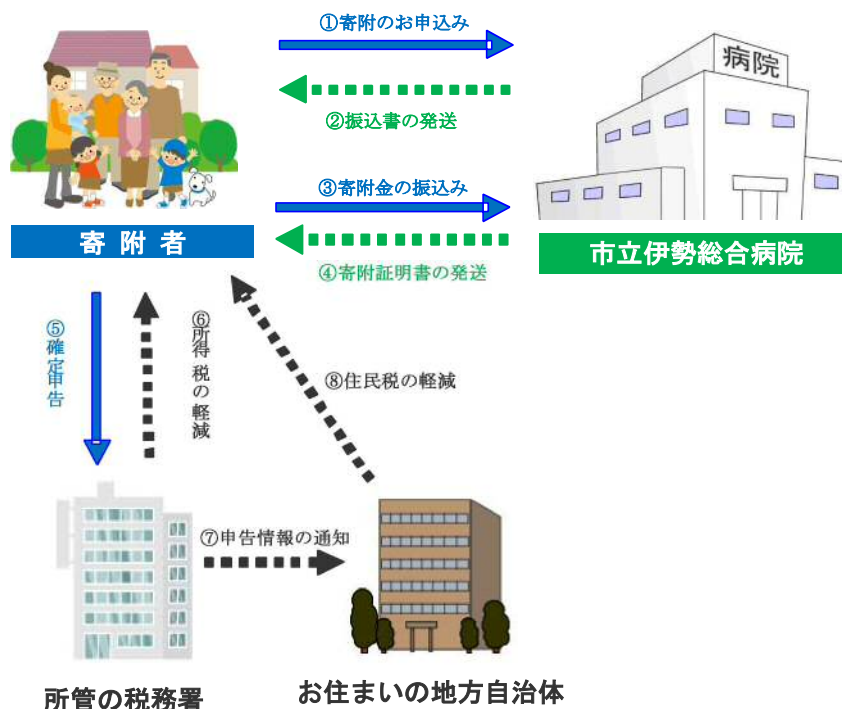 ①寄附のお申込み
病院
②振込書の発送
③寄附金の振込み
寄附者
市立伊勢総合病院
④寄附証明書の発送
⑤確定申告
⑥所得税の軽減
⑧住民税の軽減
⑦申告情報の通知
所管の税務署
お住まいの地方自治体